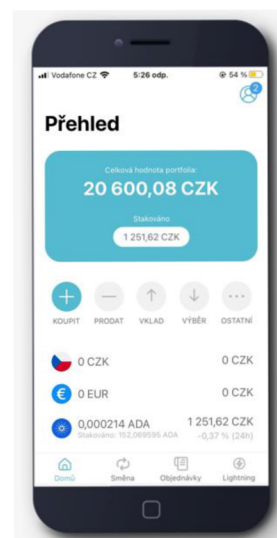 Vodafone CZ 5:26 odp. 54 %
2
Přehled
Celková hodnota portfolia:
20 600,08 CZK
Stakováno
1 251,62 CZK
KOUPIT PRODAT VKLAD VÝBĚR OSTATNÍ
0 CZK 0 CZK
0 EUR 0 CZK
0,000214 ADA 1 251,62 CZK
Stakováno: 152,069595 ADA -0,37 % (24h)
Domů Směna Objednávky Lightning